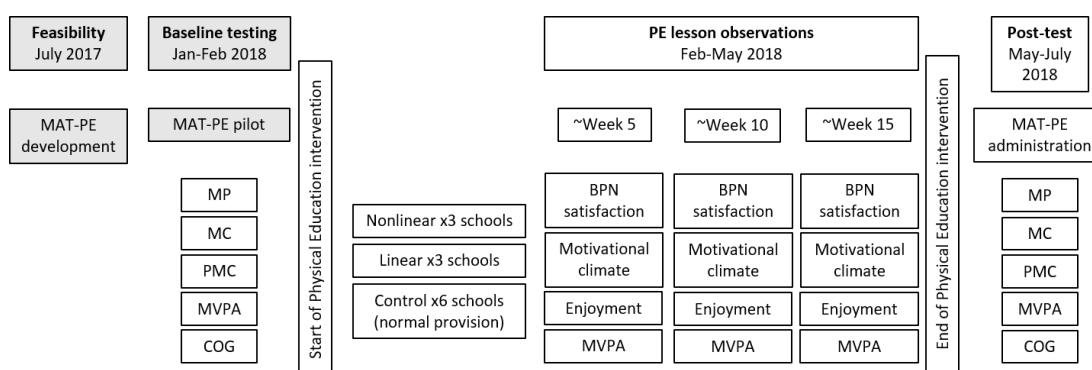 Feasibility
July 2017
Baseline testing
Jan-Feb 2018
PE lesson observations
Feb-May 2018
Post-test
May-July
2018
MAT-PE
development
MAT-PE pilot
~Week 5
~Week 10
~Week 15
MAT-PE
administration
Start of Physical Education intervention
End of Physical Education intervention
MP
MC
PMC
MVPA
COG
Nonlinear x3 schools
Linear x3 schools
Control x6 schools
(normal provision)
BPN
satisfaction
Motivational
climate
Enjoyment
MVPA
BPN
satisfaction
Motivational
climate
Enjoyment
MVPA
BPN
satisfaction
Motivational
climate
Enjoyment
MVPA
MP
MC
PMC
MVPA
COG